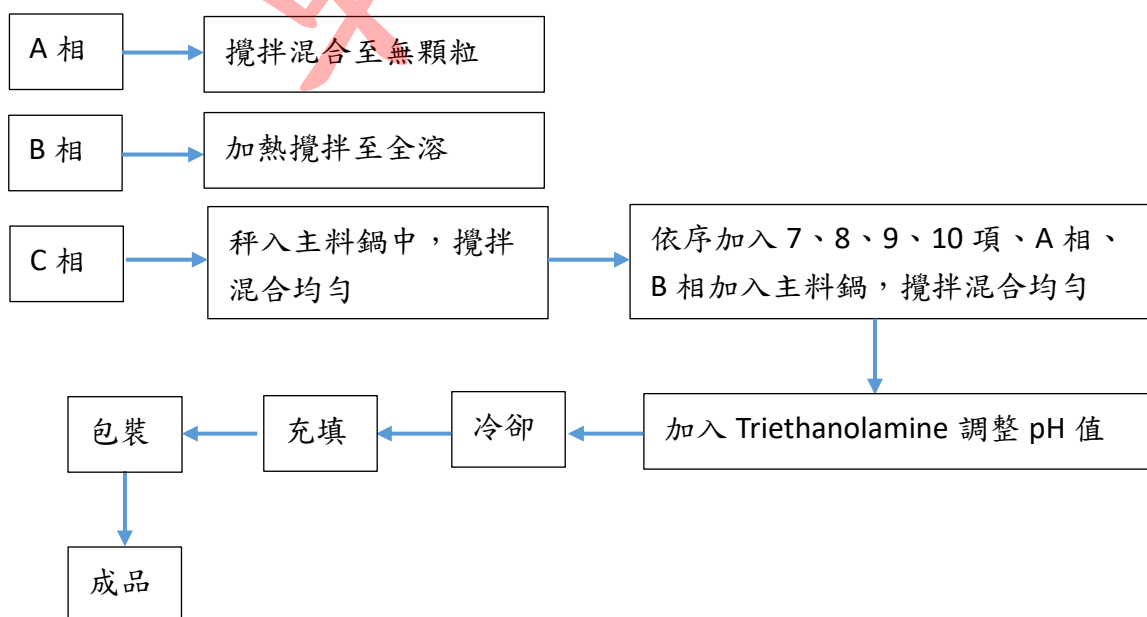 A 相
攪拌混合至無顆粒
B 相
加熱攪拌至全溶
C 相
秤入主料鍋中，攪拌
混合均勻
依序加入 7、8、9、10 項、A 相、
B 相加入主料鍋，攪拌混合均勻
加入 Triethanolamine 調整 pH 值
冷卻
充填
包裝
成品